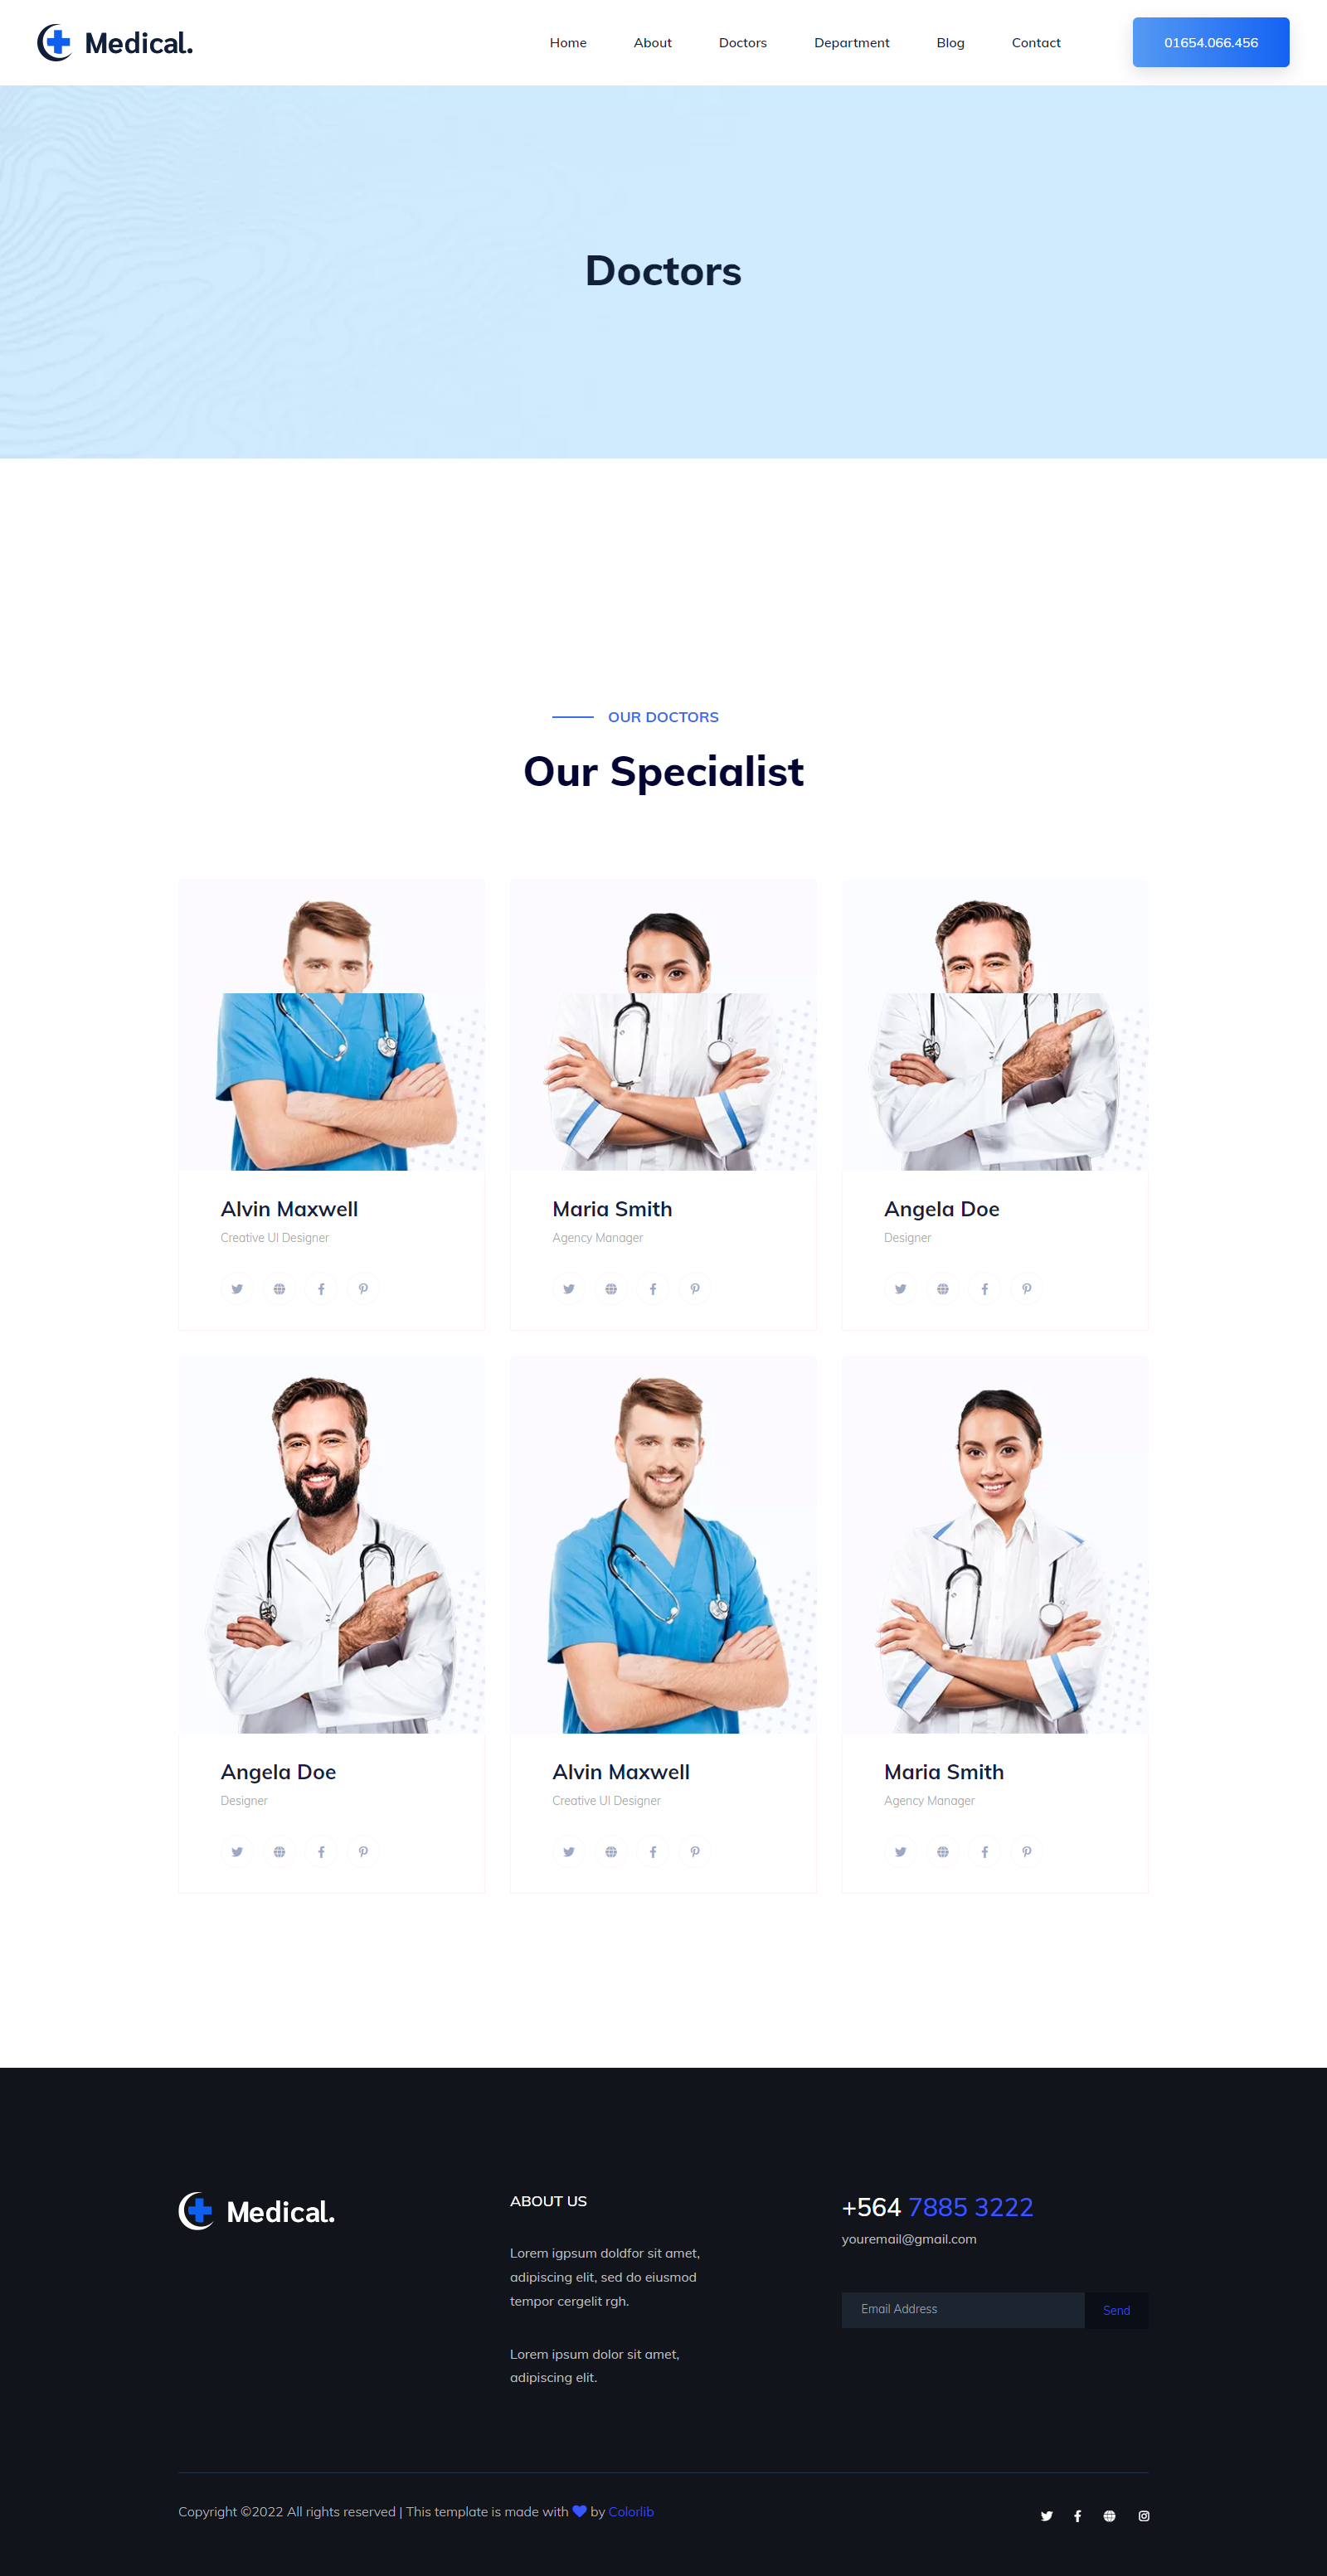 Medical.
Home About Doctors Department Blog Contact 01654.066.456
Doctors
OUR DOCTORS
Our Specialist
Alvin Maxwell
Creative UI Designer
Maria Smith
Agency Manager
Angela Doe
Designer
Angela Doe
Designer
Alvin Maxwell
Creative UI Designer
Maria Smith
Agency Manager
Medical.
ABOUT US
Lorem igpsum doldfor sit amet,
adipiscing elit, sed do eiusmod
tempor cergelit rgh.
Lorem ipsum dolor sit amet,
adipiscing elit.
+564 7885 3222
youremail@gmail.com
Email Address Send
Copyright ©2022 All rights reserved | This template is made with by Colorlib